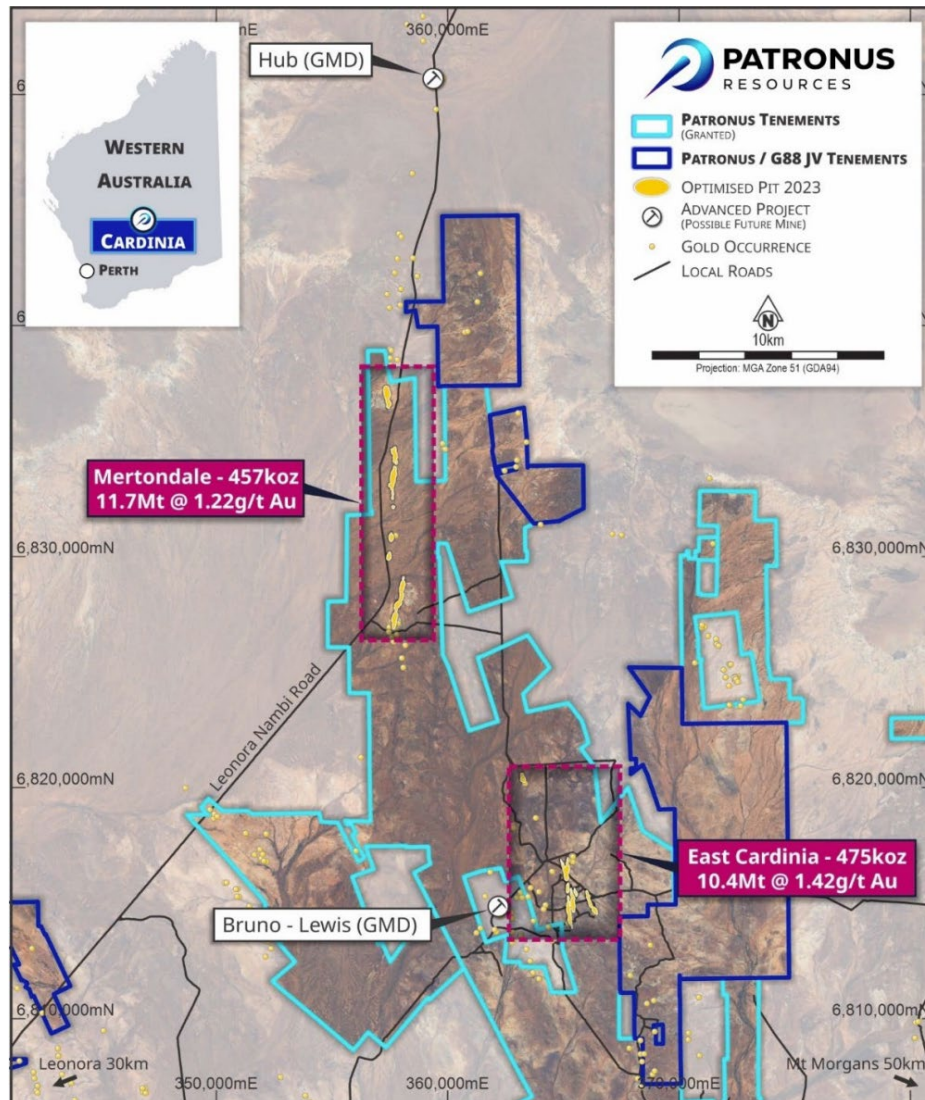 360,000mE
Hub (GMD)
WESTERN
AUSTRALIA
CARDINIA
PERTH
PATRONUS
RESOURCES
PATRONUS TENEMENTS
(GRANTED)
PATRONUS / G88 JV TENEMENTS
OPTIMISED PIT 2023
ADVANCED PROJECT
(POSSIBLE FUTURE MINE)
GOLD OCCURRENCE
LOCAL ROADS
N
10km
Projection: MGA Zone 51 (GDA94)
Mertondale - 457koz
11.7Mt @ 1.22g/t Au
6,830,000mN
6,830,000mN
Leonora Nambi Road
6,820,000mN
6,820,000mN
East Cardinia - 475koz
10.4Mt @ 1.42g/t Au
Bruno - Lewis (GMD)
6,810,000mN
6,810,000mN
Leonora 30km
Mt Morgans 50km
350,000mE
360,000mE
370,000mE